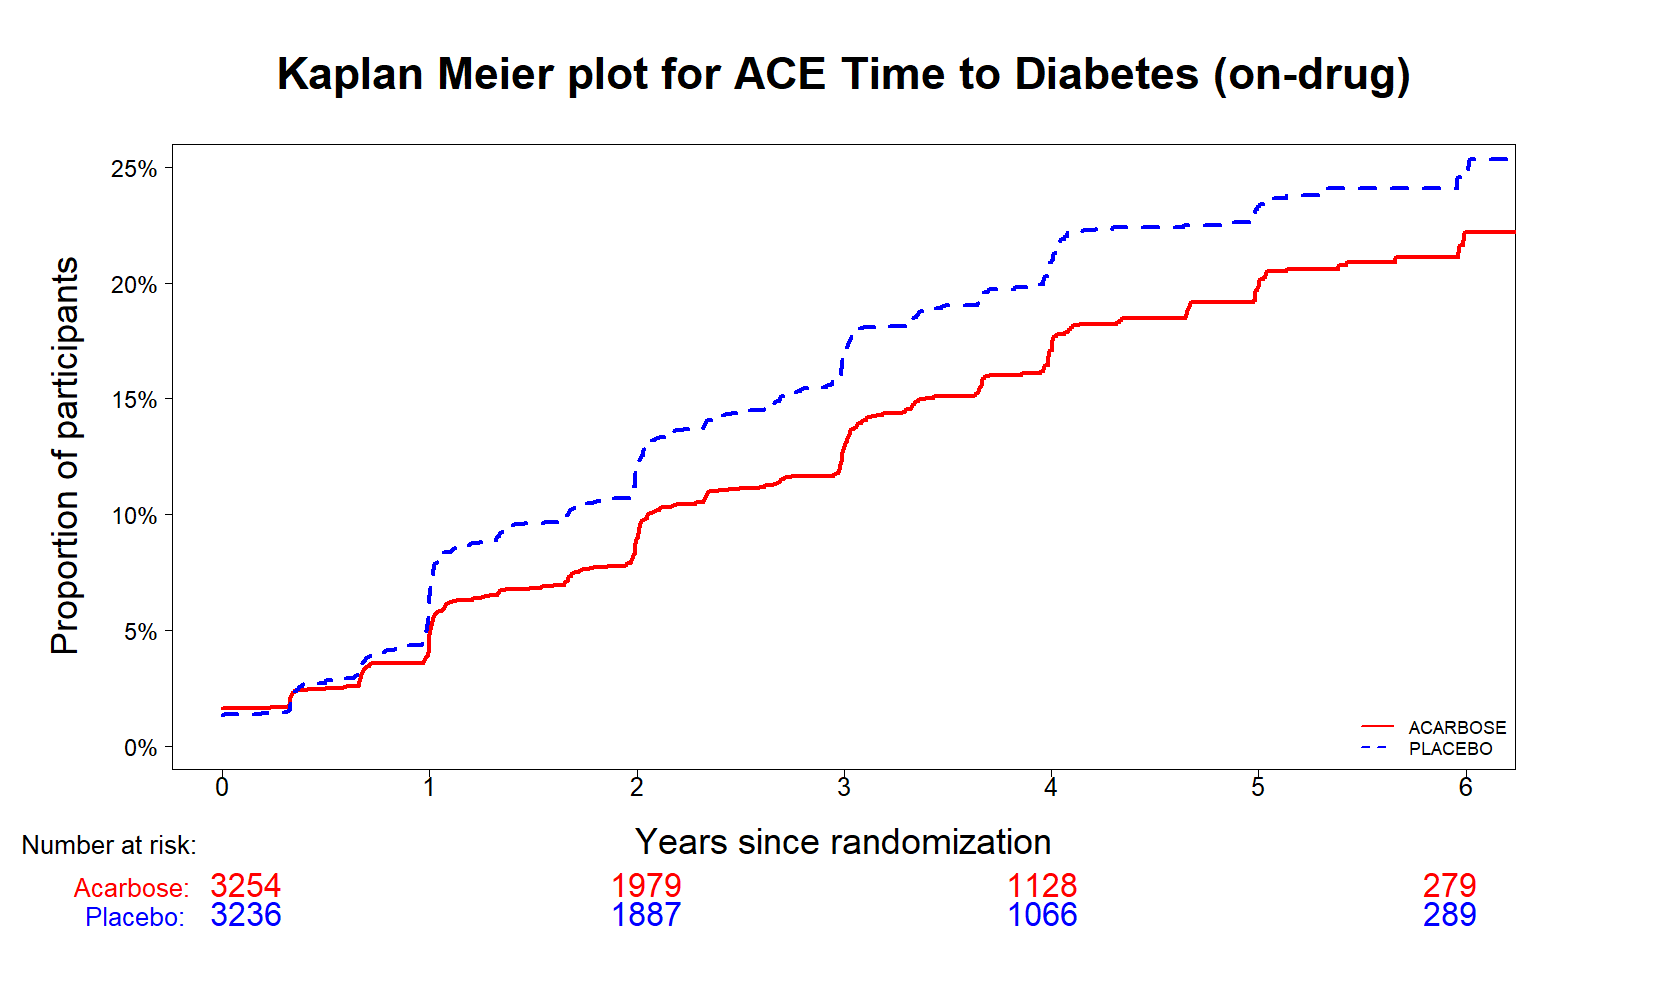 Kaplan Meier plot for ACE Time to Diabetes (on-drug)
Proportion of participants
25%
20%
15%
10%
5%
0%
ACARBOSE
PLACEBO
0 1 2 3 4 5 6
Years since randomization
Number at risk:
Acarbose: 3254 1979 1128 279
Placebo: 3236 1887 1066 289